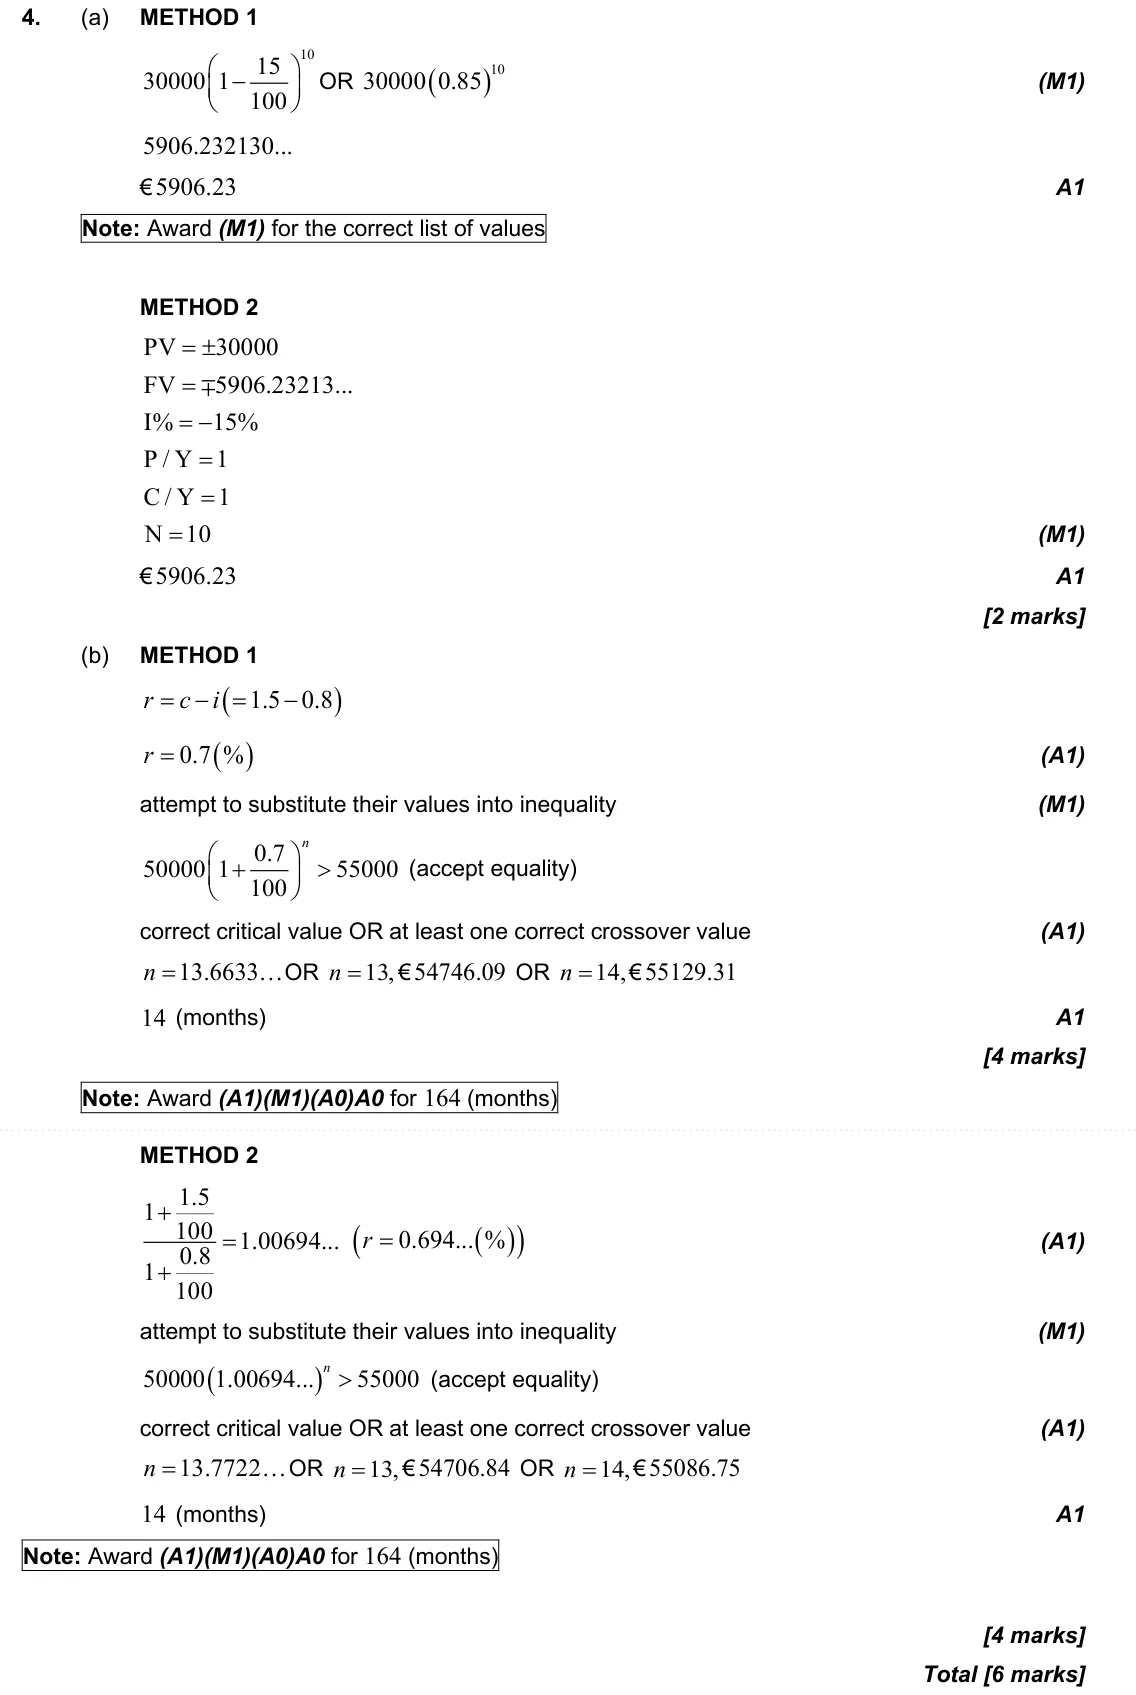 4. (a) METHOD 1
30000(1 − 15/100)^10 OR 30000(0.85)^10 (M1)
5906.232130...
€5906.23 A1
Note: Award (M1) for the correct list of values
METHOD 2
PV = ±30000
FV = ∓5906.23213...
I% = −15%
P / Y = 1
C / Y = 1
N = 10 (M1)
€5906.23 A1
[2 marks]
(b) METHOD 1
r = c − i (= 1.5 − 0.8)
r = 0.7 (%) (A1)
attempt to substitute their values into inequality (M1)
50000(1 + 0.7/100)^n > 55000 (accept equality)
correct critical value OR at least one correct crossover value (A1)
n = 13.6633… OR n = 13, €54746.09 OR n = 14, €55129.31
14 (months) A1
[4 marks]
Note: Award (A1)(M1)(A0)A0 for 164 (months)
METHOD 2
(1 + 1.5/100)/(1 + 0.8/100) = 1.00694... (r = 0.694...(%)) (A1)
attempt to substitute their values into inequality (M1)
50000(1.00694...)^n > 55000 (accept equality)
correct critical value OR at least one correct crossover value (A1)
n = 13.7722… OR n = 13, €54706.84 OR n = 14, €55086.75
14 (months) A1
Note: Award (A1)(M1)(A0)A0 for 164 (months)
[4 marks]
Total [6 marks]